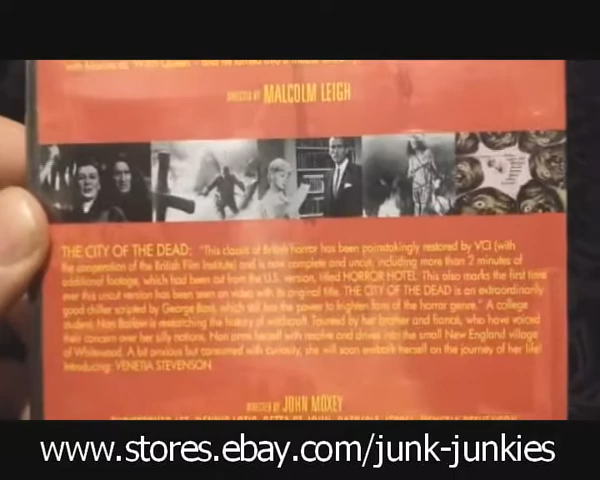 DIRECTED BY MALCOLM LEIGH
THE CITY OF THE DEAD: "This classic of British horror has been painstakingly restored by VCI (with
the cooperation of the British Film Institute) and is now complete and uncut, including more than 2 minutes of
additional footage, which had been cut from the U.S. version, titled HORROR HOTEL. This also marks the first time
ever this uncut version has been seen on video with its original title. THE CITY OF THE DEAD is an extraordinarily
good chiller scripted by George Baxt, which still has the power to frighten fans of the horror genre." A college
student, Nan Barlow is researching the history of witchcraft. Taunted by her brother and fiancé, who have voiced
their concern over her silly notions, Nan arms herself with resolve and drives into the small New England village
of Whitewood. A bit anxious but consumed with curiosity, she will soon embark herself on the journey of her life!
Introducing: VENETIA STEVENSON
DIRECTED BY JOHN MOXEY
www.stores.ebay.com/junk-junkies